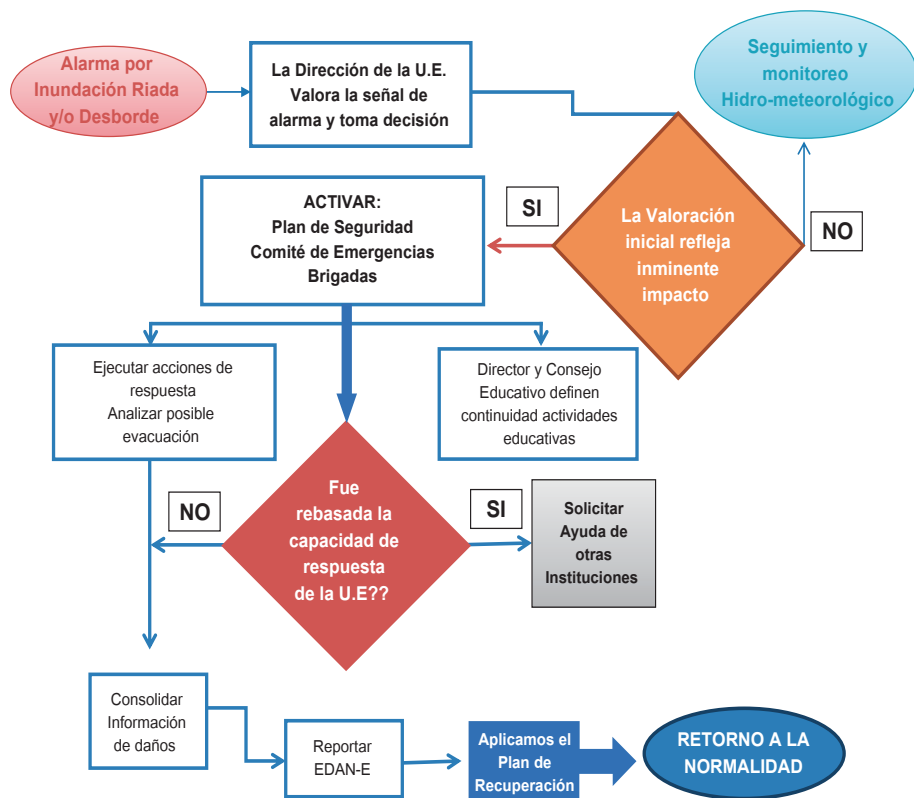 Alarma por
Inundación Riada
y/o Desborde
La Dirección de la U.E.
Valora la señal de
alarma y toma decisión
Seguimiento y
monitoreo
Hidro-meteorológico
ACTIVAR:
Plan de Seguridad
Comité de Emergencias
Brigadas
SI
La Valoración
inicial refleja
inminente
impacto
NO
Ejecutar acciones de
respuesta
Analizar posible
evacuación
Director y Consejo
Educativo definen
continuidad actividades
educativas
NO
Fue
rebasada la
capacidad de
respuesta
de la U.E??
SI
Solicitar
Ayuda de
otras
Instituciones
Consolidar
Información
de daños
Reportar
EDAN-E
Aplicamos el
Plan de
Recuperación
RETORNO A LA
NORMALIDAD